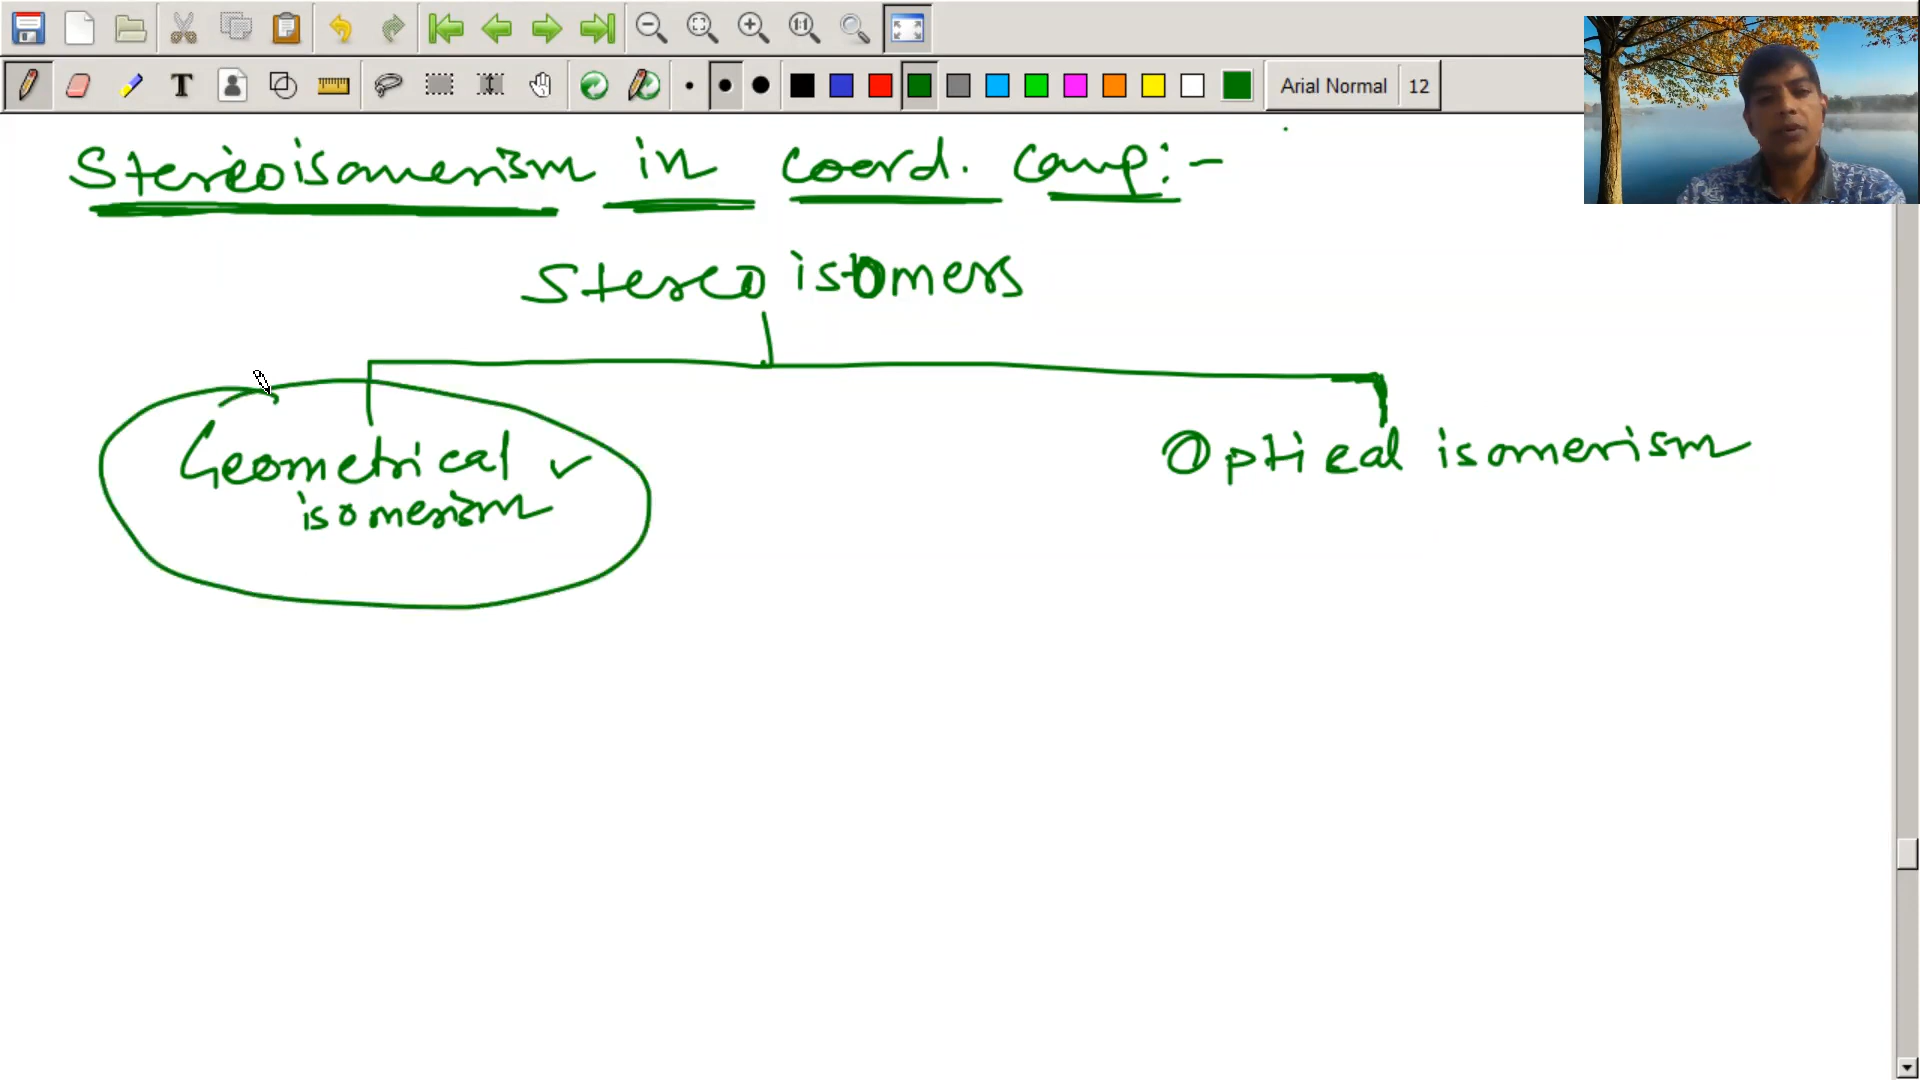 Arial Normal 12
Stereoisomerism in coord. comp:-
Stereo isomers
Geometrical ✓
isomerism
Optical isomerism